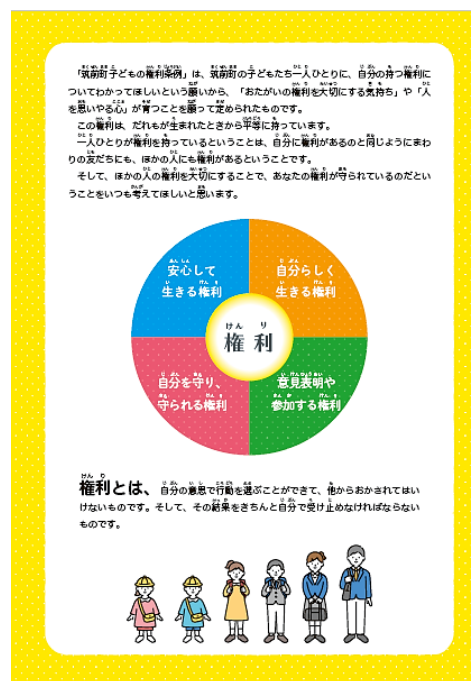 「筑前町子どもの権利条例」は、筑前町の子どもたち一人ひとりに、自分の持つ権利に
ついてわかってほしいという願いから、「おたがいの権利を大切にする気持ち」や「人
を思いやる心」が育つことを願って定められたものです。
この権利は、だれもが生まれたときから平等に持っています。
一人ひとりが権利を持っているということは、自分に権利があるのと同じようにまわ
りの友だちにも、ほかの人にも権利があるということです。
そして、ほかの人の権利を大切にすることで、あなたの権利が守られているのだとい
うことをいつも考えてほしいと思います。
安心して
生きる権利
自分らしく
生きる権利
権利
自分を守り、
守られる権利
意見表明や
参加する権利
権利とは、自分の意思で行動を選ぶことができて、他からおかされてはい
けないものです。そして、その結果をきちんと自分で受け止めなければならない
ものです。